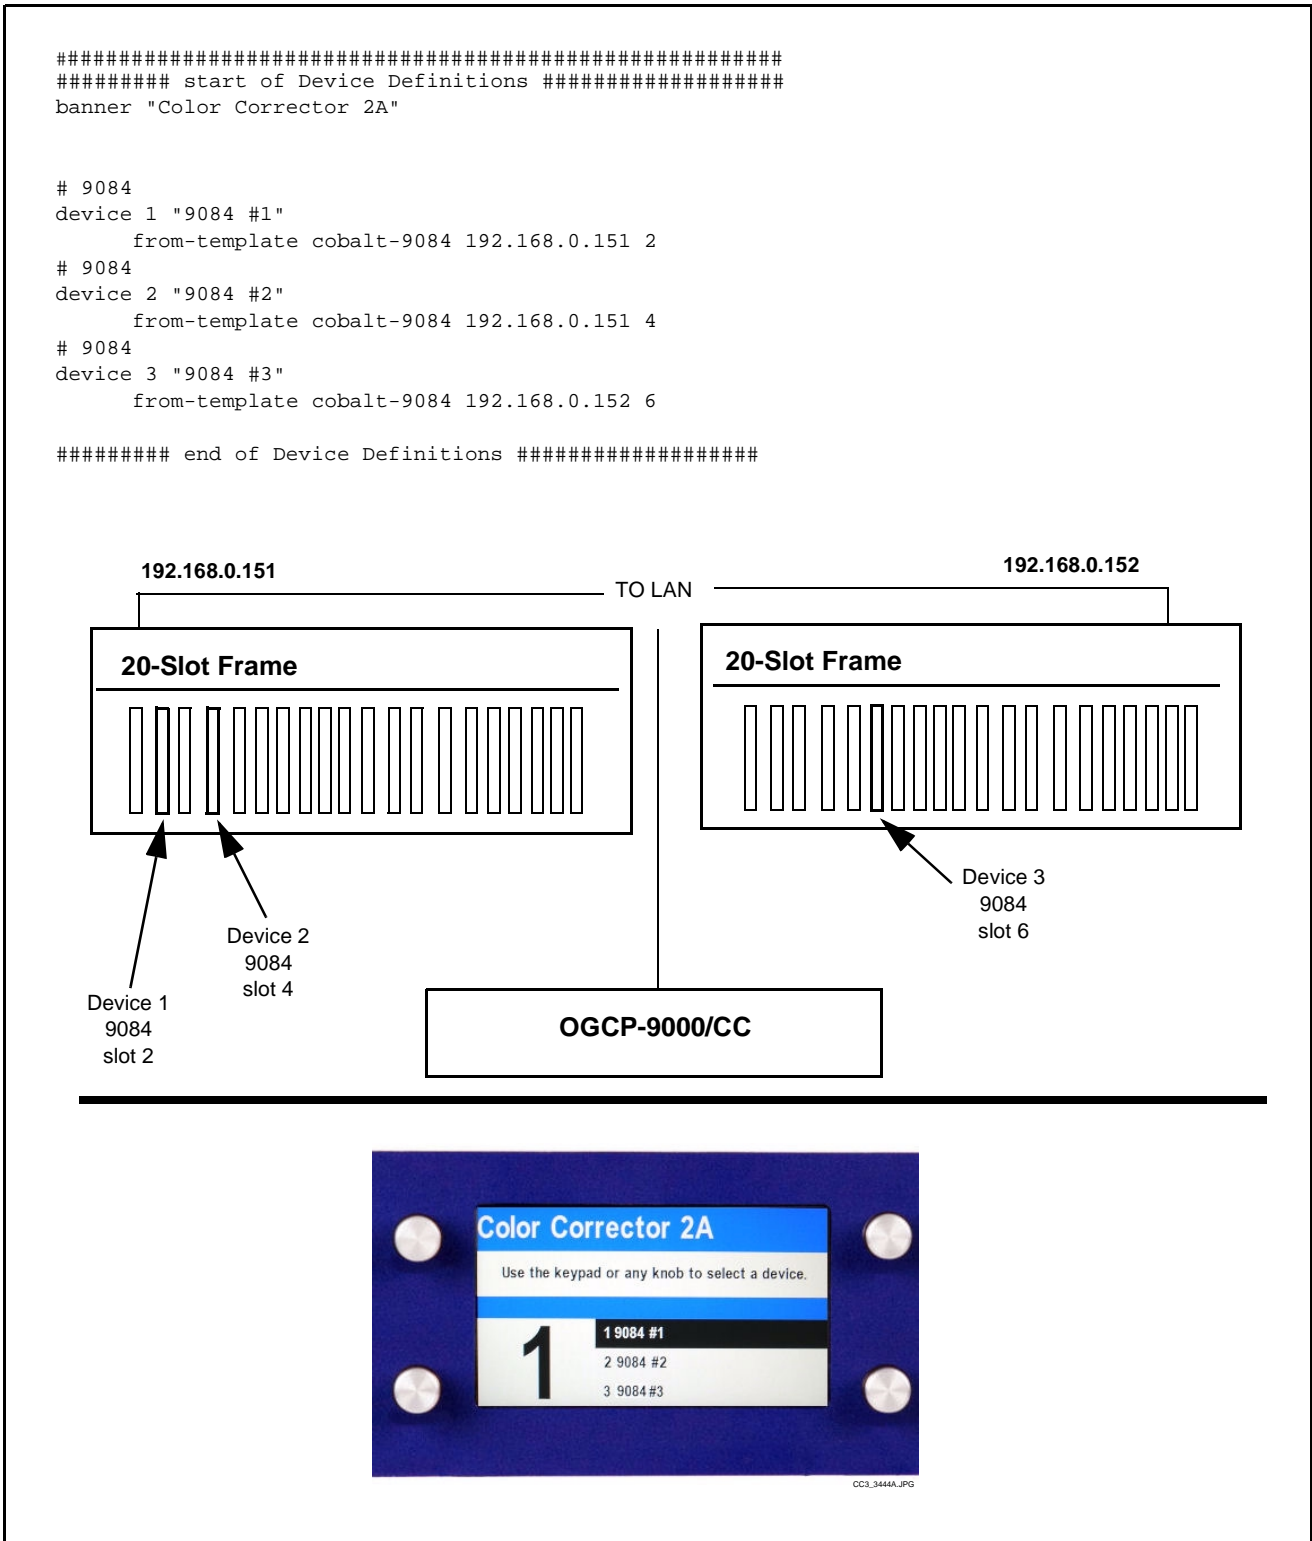 #########################################################
######### start of Device Definitions ###################
banner "Color Corrector 2A"
# 9084
device 1 "9084 #1"
from-template cobalt-9084 192.168.0.151 2
# 9084
device 2 "9084 #2"
from-template cobalt-9084 192.168.0.151 4
# 9084
device 3 "9084 #3"
from-template cobalt-9084 192.168.0.152 6
######### end of Device Definitions ###################
192.168.0.151
TO LAN
192.168.0.152
20-Slot Frame
20-Slot Frame
Device 1
9084
slot 2
Device 2
9084
slot 4
Device 3
9084
slot 6
OGCP-9000/CC
Color Corrector 2A
Use the keypad or any knob to select a device.
1
1 9084 #1
2 9084 #2
3 9084 #3
CC3_3444A.JPG